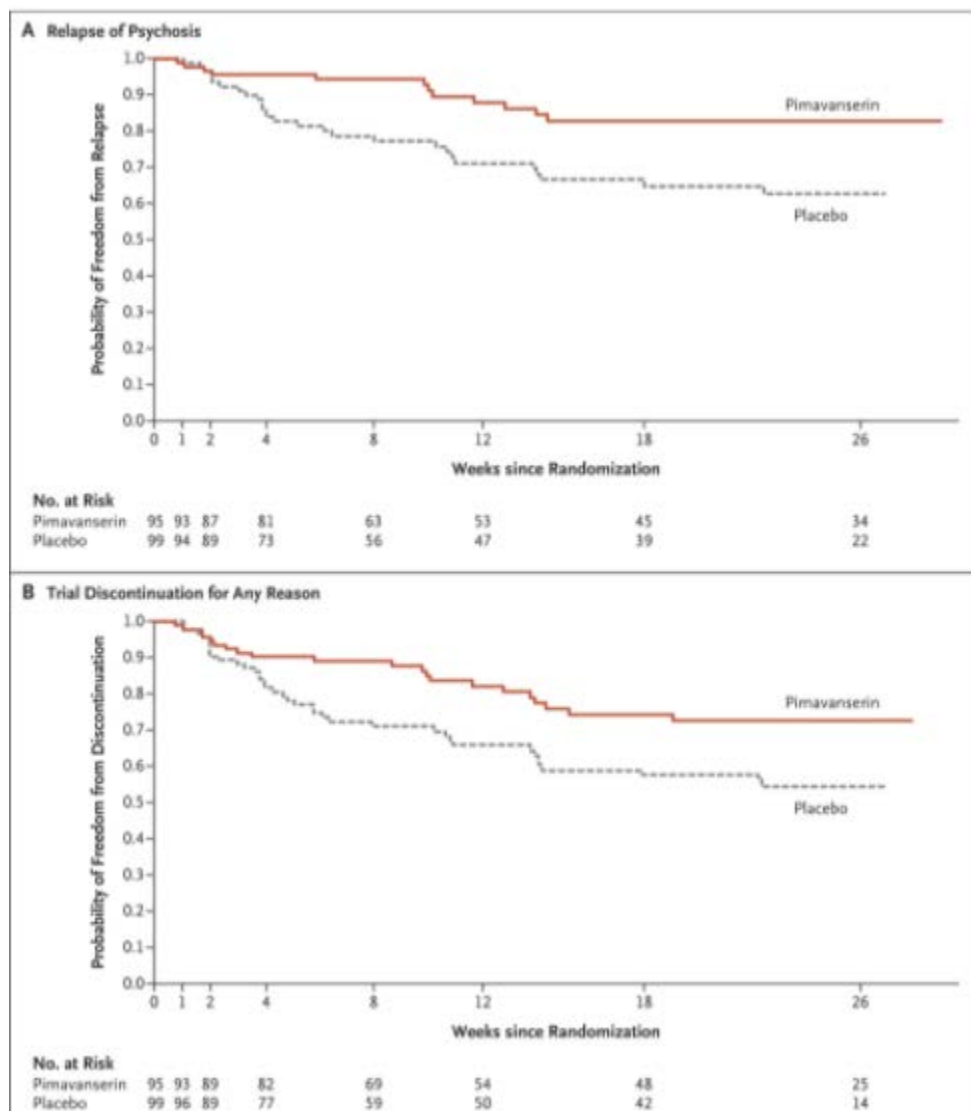 A Relapse of Psychosis
1.0
0.9
0.8
0.7
0.6
0.5
0.4
0.3
0.2
0.1
0.0
Probability of Freedom from Relapse
Pimavanserin
Placebo
0 1 2 4 8 12 18 26
Weeks since Randomization
No. at Risk
Pimavanserin 95 93 87 81 63 53 45 34
Placebo 99 94 89 73 56 47 39 22
B Trial Discontinuation for Any Reason
1.0
0.9
0.8
0.7
0.6
0.5
0.4
0.3
0.2
0.1
0.0
Probability of Freedom from Discontinuation
Pimavanserin
Placebo
0 1 2 4 8 12 18 26
Weeks since Randomization
No. at Risk
Pimavanserin 95 93 89 82 69 54 48 25
Placebo 99 96 89 77 59 50 42 14